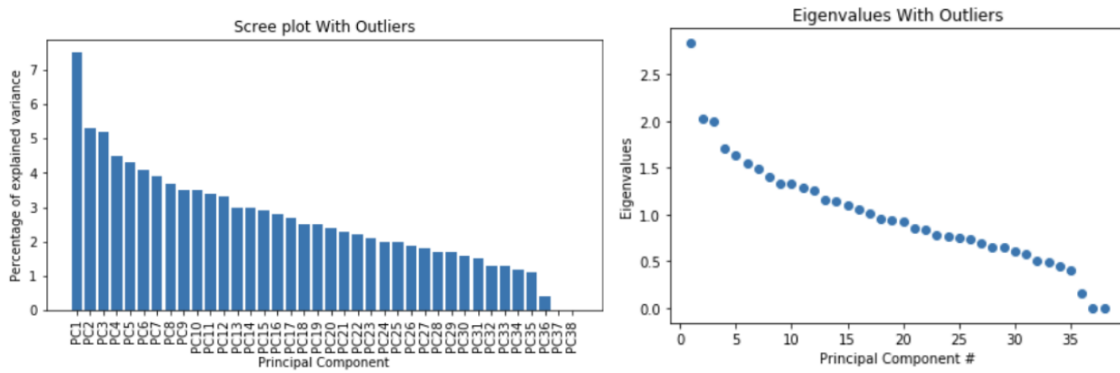 Scree plot With Outliers
Percentage of explained variance
7
6
5
4
3
2
1
0
PC1
PC2
PC3
PC4
PC5
PC6
PC7
PC8
PC9
PC10
PC11
PC12
PC13
PC14
PC15
PC16
PC17
PC18
PC19
PC20
PC21
PC22
PC23
PC24
PC25
PC26
PC27
PC28
PC29
PC30
PC31
PC32
PC33
PC34
PC35
PC36
PC37
PC38
Principal Component
Eigenvalues With Outliers
Eigenvalues
2.5
2.0
1.5
1.0
0.5
0.0
0 5 10 15 20 25 30 35
Principal Component #